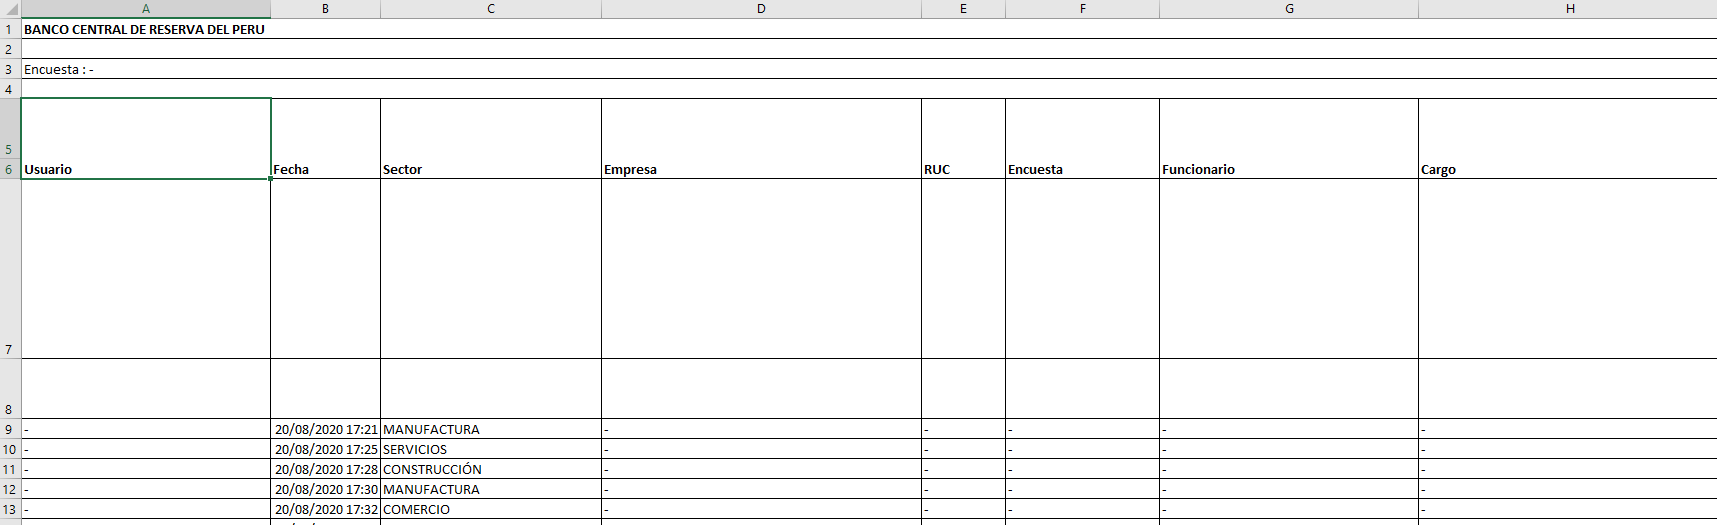 A B C D E F G H
1 BANCO CENTRAL DE RESERVA DEL PERU
2
3 Encuesta : -
4
5
6 Usuario Fecha Sector Empresa RUC Encuesta Funcionario Cargo
7
8
9 - 20/08/2020 17:21 MANUFACTURA - - - - -
10 - 20/08/2020 17:25 SERVICIOS - - - - -
11 - 20/08/2020 17:28 CONSTRUCCIÓN - - - - -
12 - 20/08/2020 17:30 MANUFACTURA - - - - -
13 - 20/08/2020 17:32 COMERCIO - - - - -